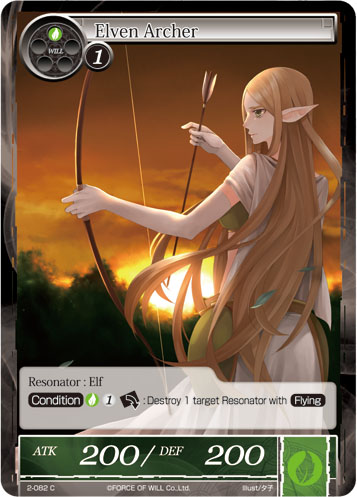 Elven Archer
WILL
1
Resonator : Elf
Condition 1 : Destroy 1 target Resonator with Flying
ATK 200 / DEF 200
2-082 C ©FORCE OF WILL Co.,Ltd. Illust/タ子